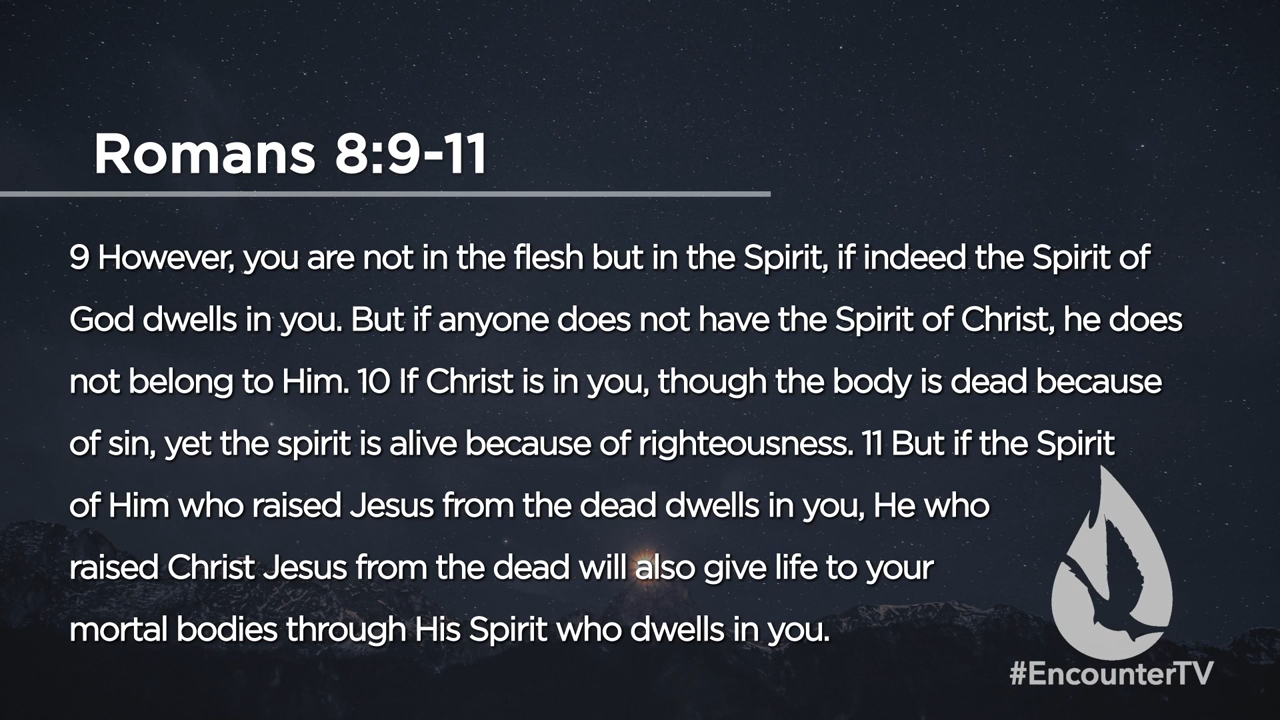 Romans 8:9-11
9 However, you are not in the flesh but in the Spirit, if indeed the Spirit of
God dwells in you. But if anyone does not have the Spirit of Christ, he does
not belong to Him. 10 If Christ is in you, though the body is dead because
of sin, yet the spirit is alive because of righteousness. 11 But if the Spirit
of Him who raised Jesus from the dead dwells in you, He who
raised Christ Jesus from the dead will also give life to your
mortal bodies through His Spirit who dwells in you.
#EncounterTV